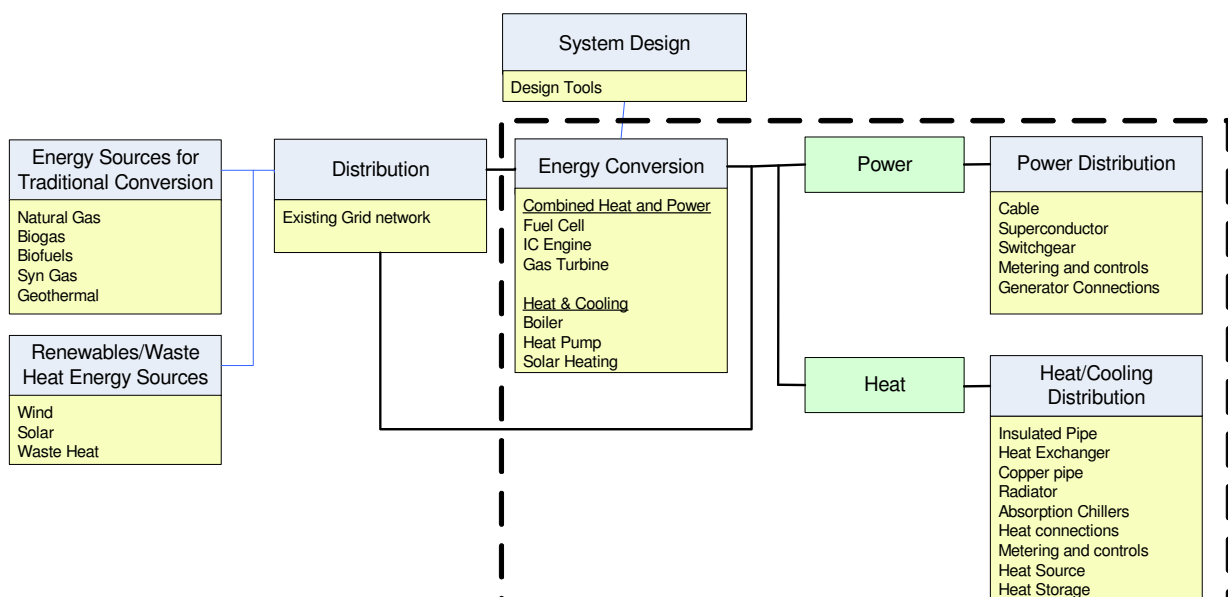 System Design
Design Tools
Energy Sources for
Traditional Conversion
Natural Gas
Biogas
Biofuels
Syn Gas
Geothermal
Renewables/Waste
Heat Energy Sources
Wind
Solar
Waste Heat
Distribution
Existing Grid network
Energy Conversion
Combined Heat and Power
Fuel Cell
IC Engine
Gas Turbine
Heat & Cooling
Boiler
Heat Pump
Solar Heating
Power
Heat
Power Distribution
Cable
Superconductor
Switchgear
Metering and controls
Generator Connections
Heat/Cooling
Distribution
Insulated Pipe
Heat Exchanger
Copper pipe
Radiator
Absorption Chillers
Heat connections
Metering and controls
Heat Source
Heat Storage